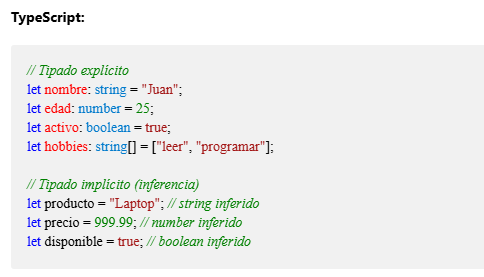 TypeScript:
// Tipado explícito
let nombre: string = "Juan";
let edad: number = 25;
let activo: boolean = true;
let hobbies: string[] = ["leer", "programar"];
// Tipado implícito (inferencia)
let producto = "Laptop"; // string inferido
let precio = 999.99; // number inferido
let disponible = true; // boolean inferido